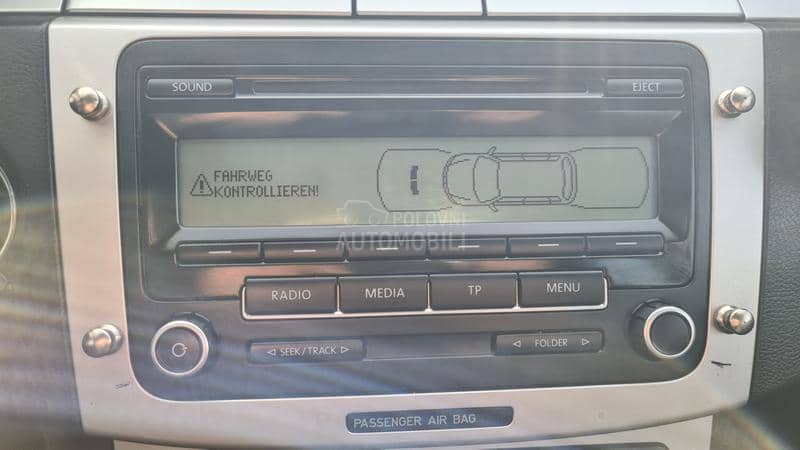 SOUND
EJECT
FAHRWEG
KONTROLLIEREN!
POLOVNI
AUTOMOBILI
RADIO
MEDIA
TP
MENU
SEEK/TRACK
FOLDER
PASSENGER AIR BAG